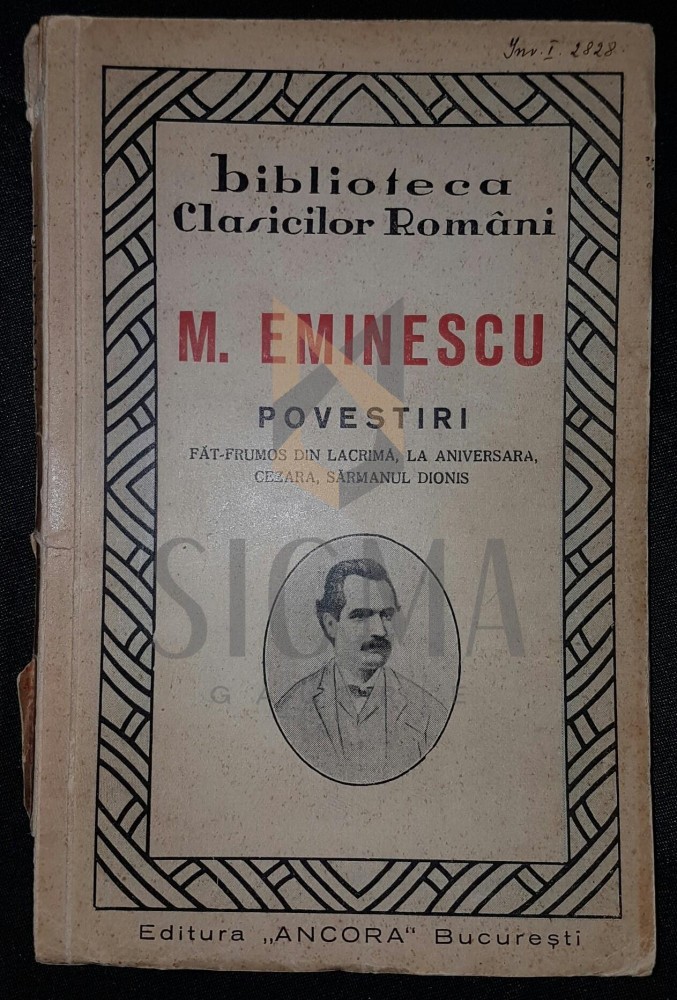 Inv. I. 2828
biblioteca
Clasicilor Români
M. EMINESCU
POVESTIRI
FĂT-FRUMOS DIN LACRIMĂ, LA ANIVERSARA,
CEZARA, SĂRMANUL DIONIS
SIGMA
Editura „ANCORA“ București